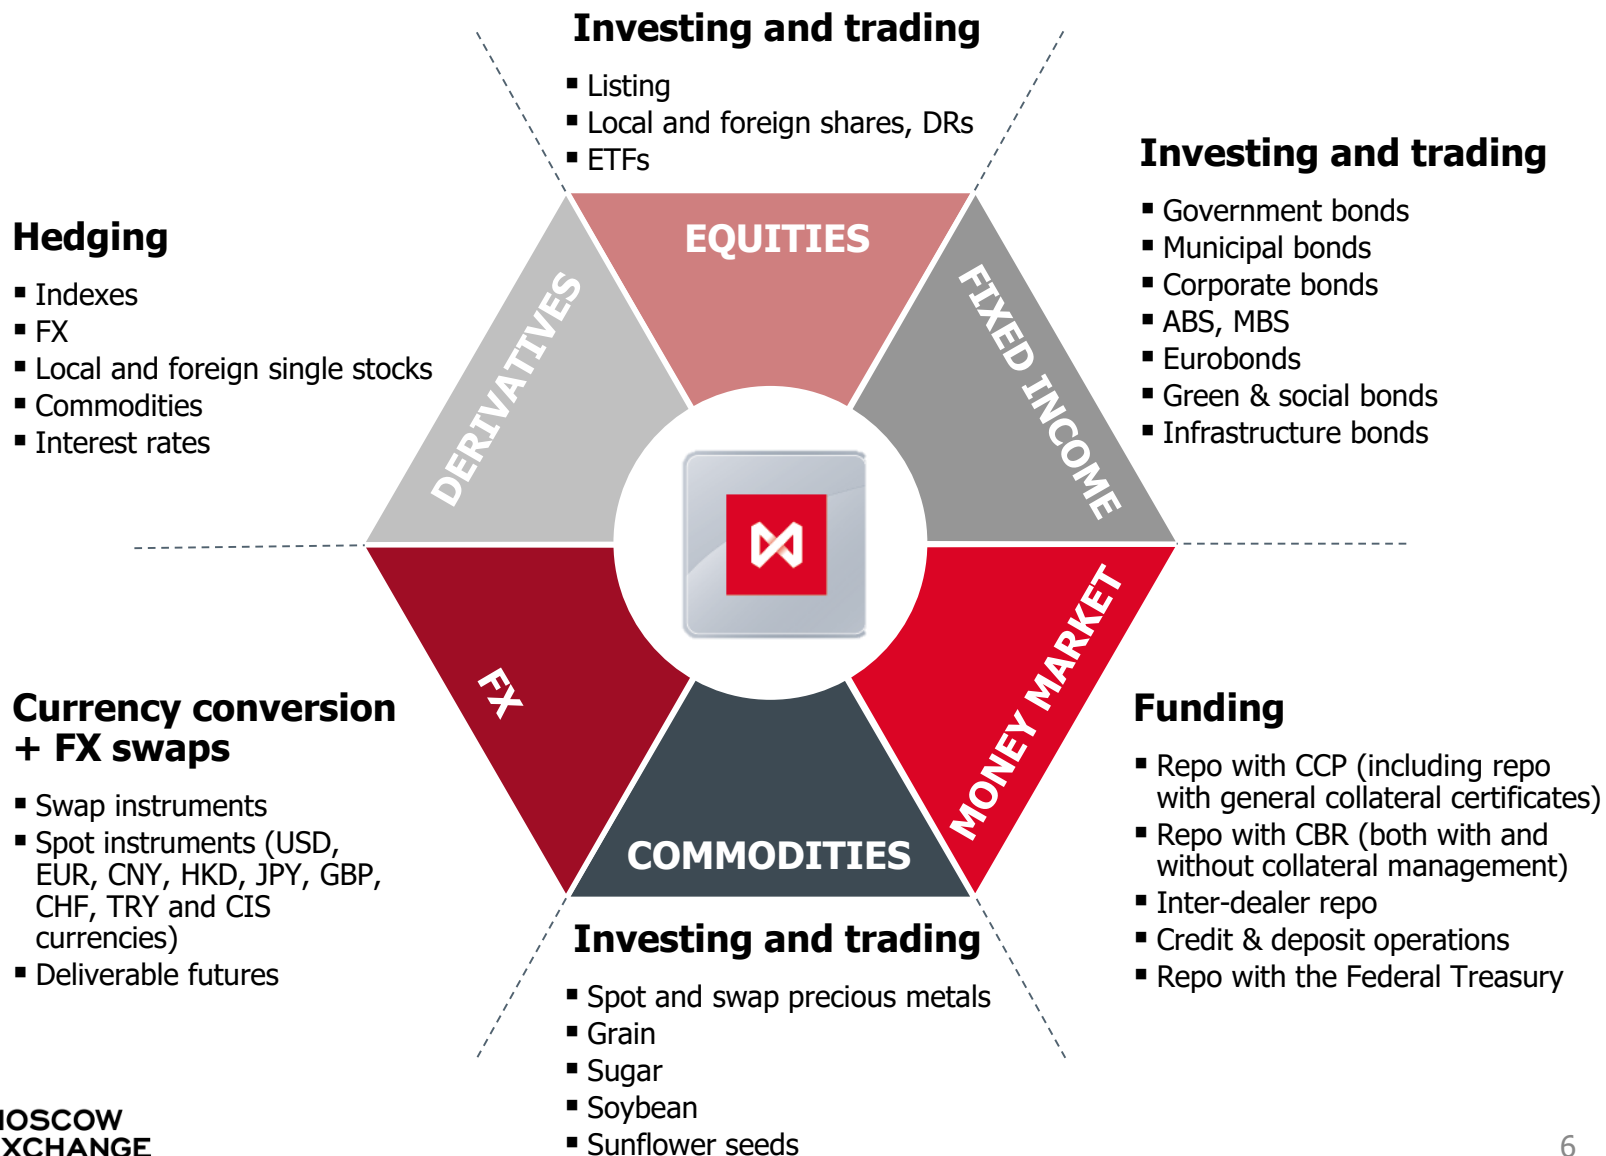 Investing and trading
▪ Listing
▪ Local and foreign shares, DRs
▪ ETFs
EQUITIES
Investing and trading
▪ Government bonds
▪ Municipal bonds
▪ Corporate bonds
▪ ABS, MBS
▪ Eurobonds
▪ Green & social bonds
▪ Infrastructure bonds
FIXED INCOME
Hedging
▪ Indexes
▪ FX
▪ Local and foreign single stocks
▪ Commodities
▪ Interest rates
DERIVATIVES
Currency conversion
+ FX swaps
▪ Swap instruments
▪ Spot instruments (USD,
EUR, CNY, HKD, JPY, GBP,
CHF, TRY and CIS
currencies)
▪ Deliverable futures
FX
MONEY MARKET
Funding
▪ Repo with CCP (including repo
with general collateral certificates)
▪ Repo with CBR (both with and
without collateral management)
▪ Inter-dealer repo
▪ Credit & deposit operations
▪ Repo with the Federal Treasury
COMMODITIES
Investing and trading
▪ Spot and swap precious metals
▪ Grain
▪ Sugar
▪ Soybean
▪ Sunflower seeds
MOSCOW
EXCHANGE
6